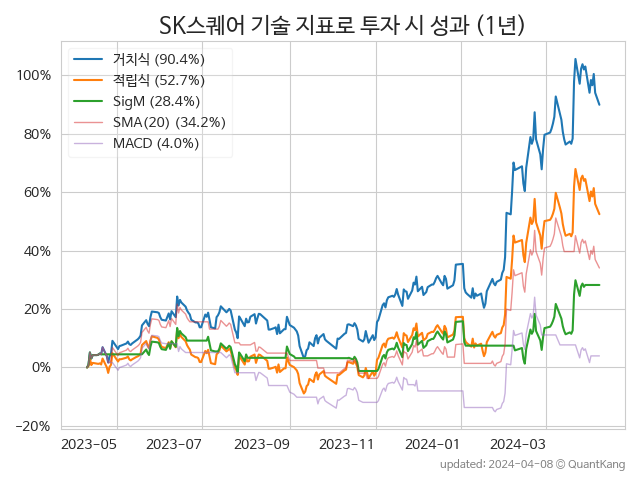 SK스퀘어 기술 지표로 투자 시 성과 (1년)
거치식 (90.4%)
적립식 (52.7%)
SigM (28.4%)
SMA(20) (34.2%)
MACD (4.0%)
100%
80%
60%
40%
20%
0%
−20%
2023-05 2023-07 2023-09 2023-11 2024-01 2024-03
updated: 2024-04-08 © QuantKang